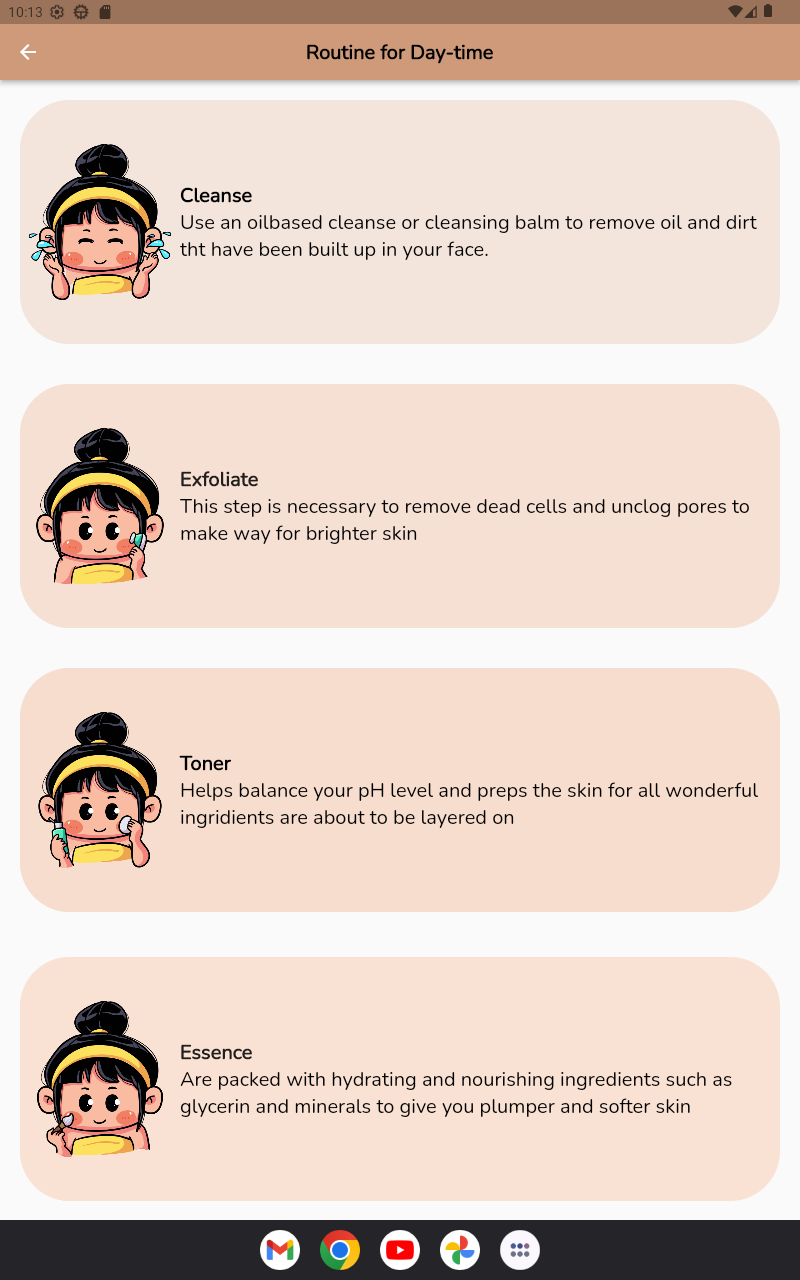 10:13
Routine for Day-time
Cleanse
Use an oilbased cleanse or cleansing balm to remove oil and dirt
tht have been built up in your face.
Exfoliate
This step is necessary to remove dead cells and unclog pores to
make way for brighter skin
Toner
Helps balance your pH level and preps the skin for all wonderful
ingridients are about to be layered on
Essence
Are packed with hydrating and nourishing ingredients such as
glycerin and minerals to give you plumper and softer skin